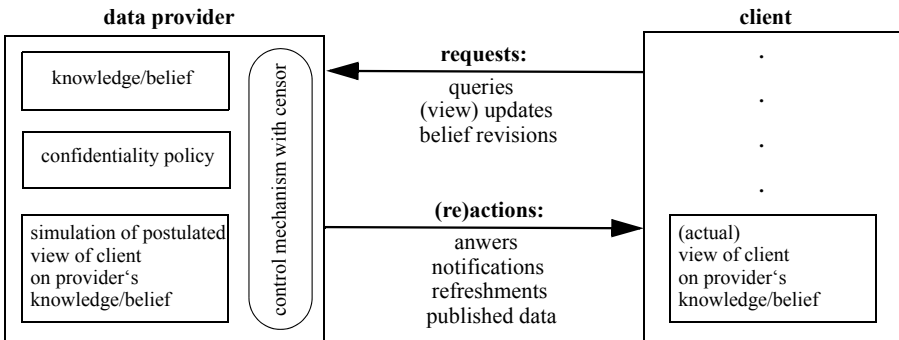 data provider
knowledge/belief
confidentiality policy
simulation of postulated
view of client
on provider‘s
knowledge/belief
control mechanism with censor
requests:
queries
(view) updates
belief revisions
(re)actions:
anwers
notifications
refreshments
published data
client
.
.
.
.
(actual)
view of client
on provider‘s
knowledge/belief